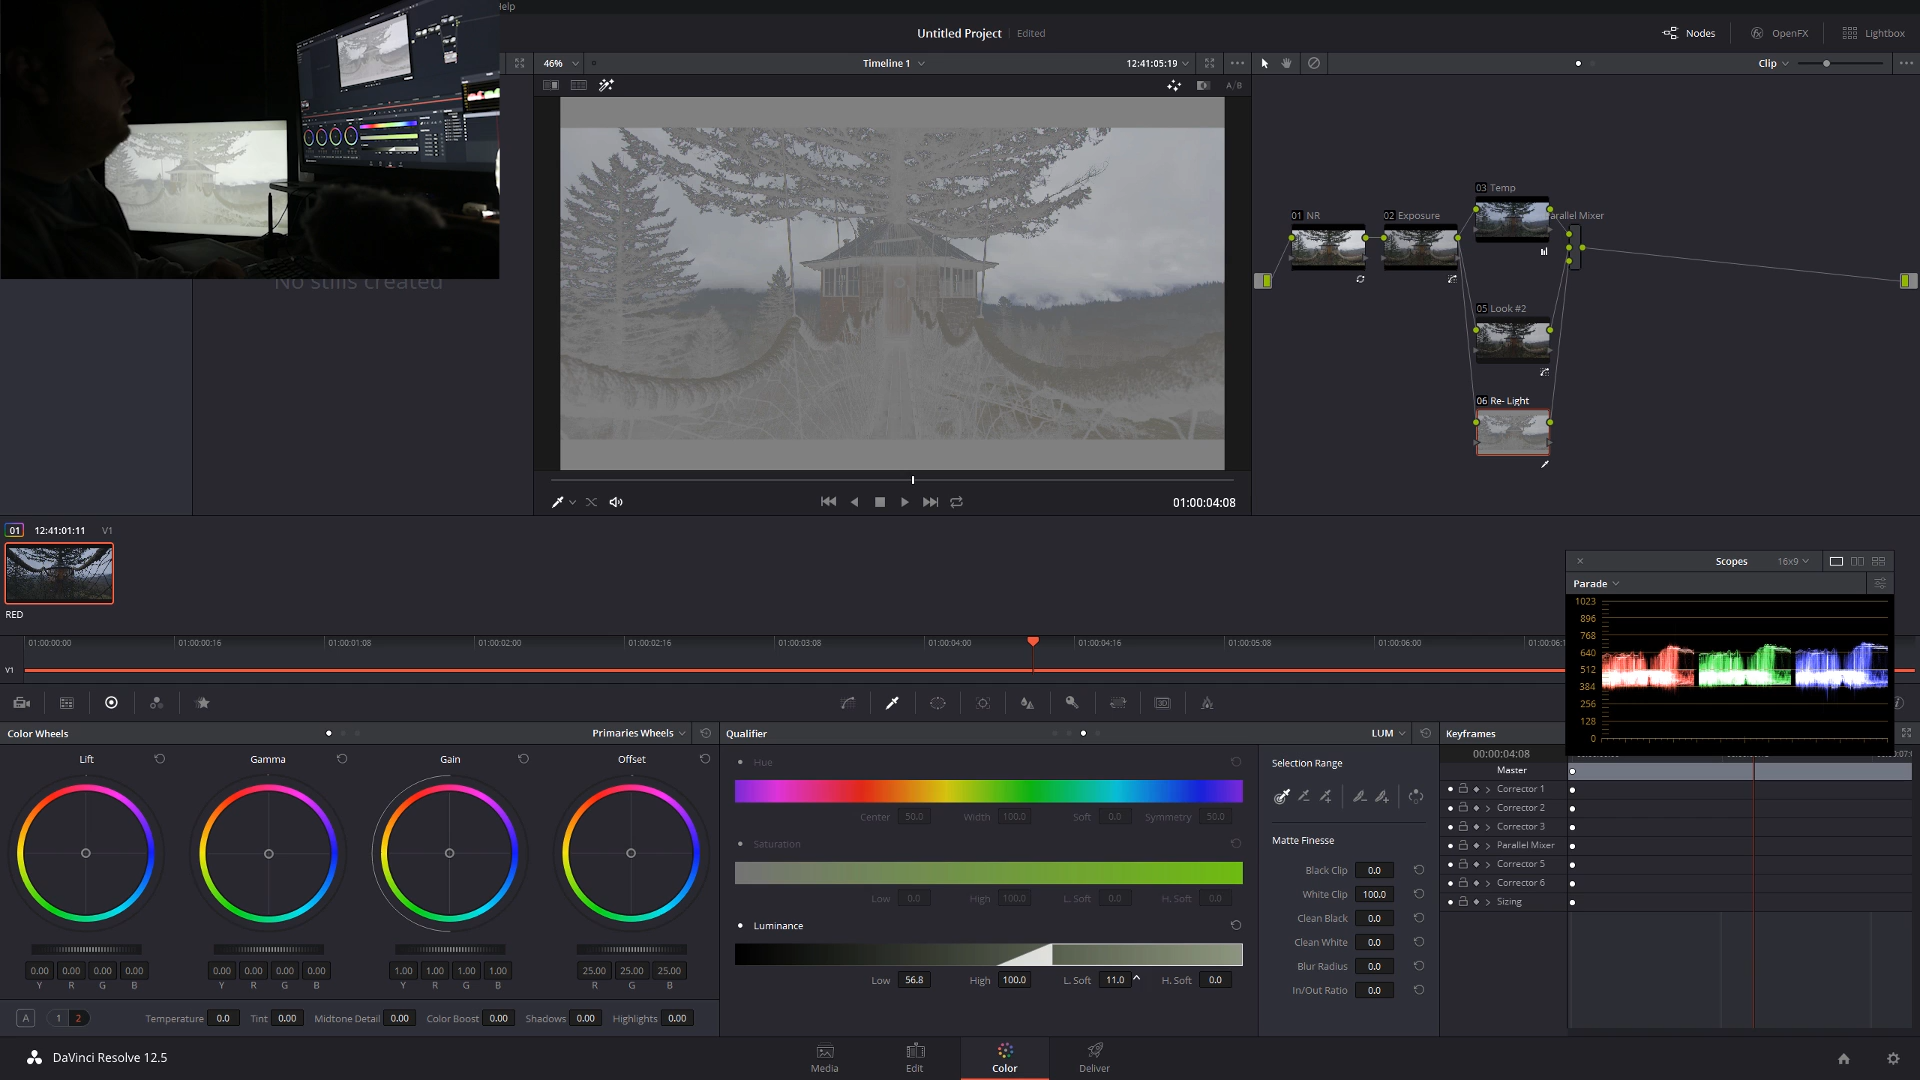 Help
Untitled Project Edited
Nodes OpenFX Lightbox
46% Timeline 1 12:41:05:19 Clip
A/B
No stills created
01 NR
02 Exposure
03 Temp
Parallel Mixer
05 Look #2
06 Re- Light
01:00:04:08
01 12:41:01:11 V1
RED
Scopes 16x9
Parade
1023
896
768
640
512
384
256
128
0
01:00:00:00 01:00:00:16 01:00:01:08 01:00:02:00 01:00:02:16 01:00:03:08 01:00:04:00 01:00:04:16 01:00:05:08 01:00:06:00 01:00:06:1
V1
Color Wheels Primaries Wheels
Lift Gamma Gain Offset
0.00 0.00 0.00 0.00 0.00 0.00 0.00 0.00 1.00 1.00 1.00 1.00 25.00 25.00 25.00
Y R G B Y R G B Y R G B R G B
A 1 2 Temperature 0.0 Tint 0.00 Midtone Detail 0.00 Color Boost 0.00 Shadows 0.00 Highlights 0.00
Qualifier LUM
Hue
Center 50.0 Width 100.0 Soft 0.0 Symmetry 50.0
Saturation
Low 0.0 High 100.0 L. Soft 0.0 H. Soft 0.0
Luminance
Low 56.8 High 100.0 L. Soft 11.0 H. Soft 0.0
Selection Range
Matte Finesse
Black Clip 0.0
White Clip 100.0
Clean Black 0.0
Clean White 0.0
Blur Radius 0.0
In/Out Ratio 0.0
Keyframes
00:00:04:08
Master
Corrector 1
Corrector 2
Corrector 3
Parallel Mixer
Corrector 5
Corrector 6
Sizing
DaVinci Resolve 12.5
Media Edit Color Deliver